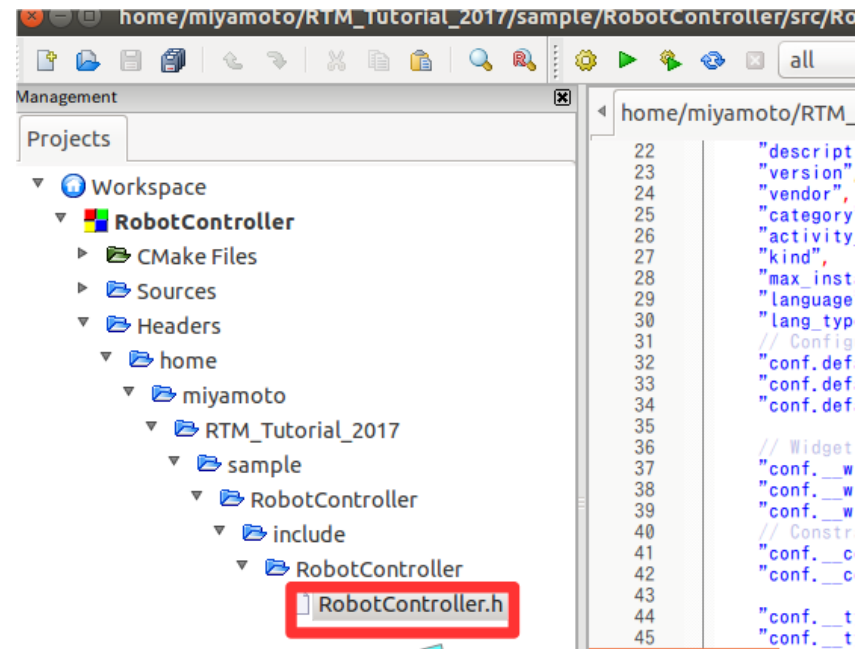 home/miyamoto/RTM_Tutorial_2017/sample/RobotController/src/Ro
all
Management
Projects
Workspace
RobotController
CMake Files
Sources
Headers
home
miyamoto
RTM_Tutorial_2017
sample
RobotController
include
RobotController
RobotController.h
home/miyamoto/RTM_
22 "descript
23 "version",
24 "vendor",
25 "category
26 "activity_
27 "kind",
28 "max_inst
29 "language
30 "lang_typ
31 // Config
32 "conf.def
33 "conf.def
34 "conf.def
35
36 // Widget
37 "conf.__w
38 "conf.__w
39 "conf.__w
40 // Constr
41 "conf.__c
42 "conf.__c
43
44 "conf.__t
45 "conf.__t